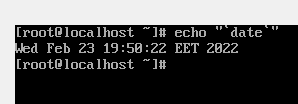 [root@localhost ~]# echo "`date`"
Wed Feb 23 19:50:22 EET 2022
[root@localhost ~]#